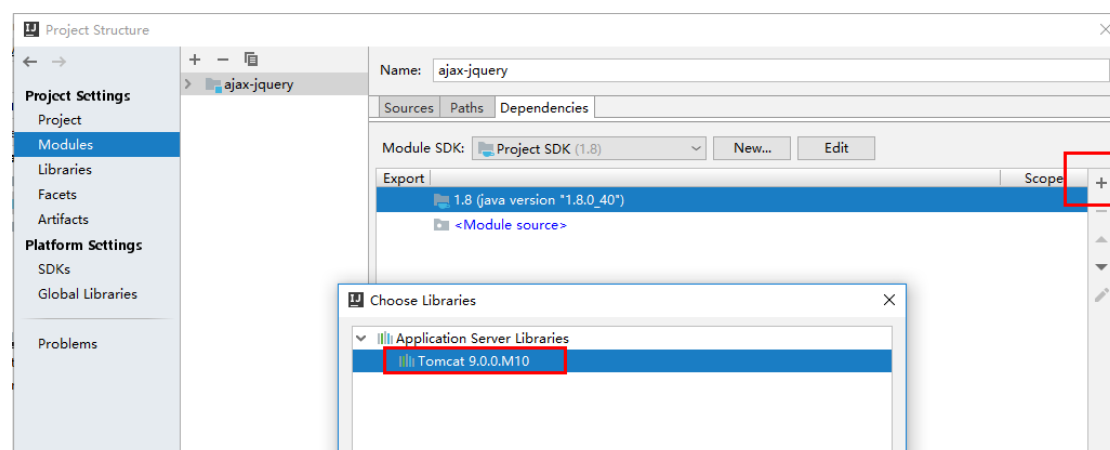 Project Structure
Project Settings
Project
Modules
Libraries
Facets
Artifacts
Platform Settings
SDKs
Global Libraries
Problems
ajax-jquery
Name: ajax-jquery
Sources Paths Dependencies
Module SDK: Project SDK (1.8) New... Edit
Export Scope
1.8 (java version "1.8.0_40")
<Module source>
Choose Libraries
Application Server Libraries
Tomcat 9.0.0.M10